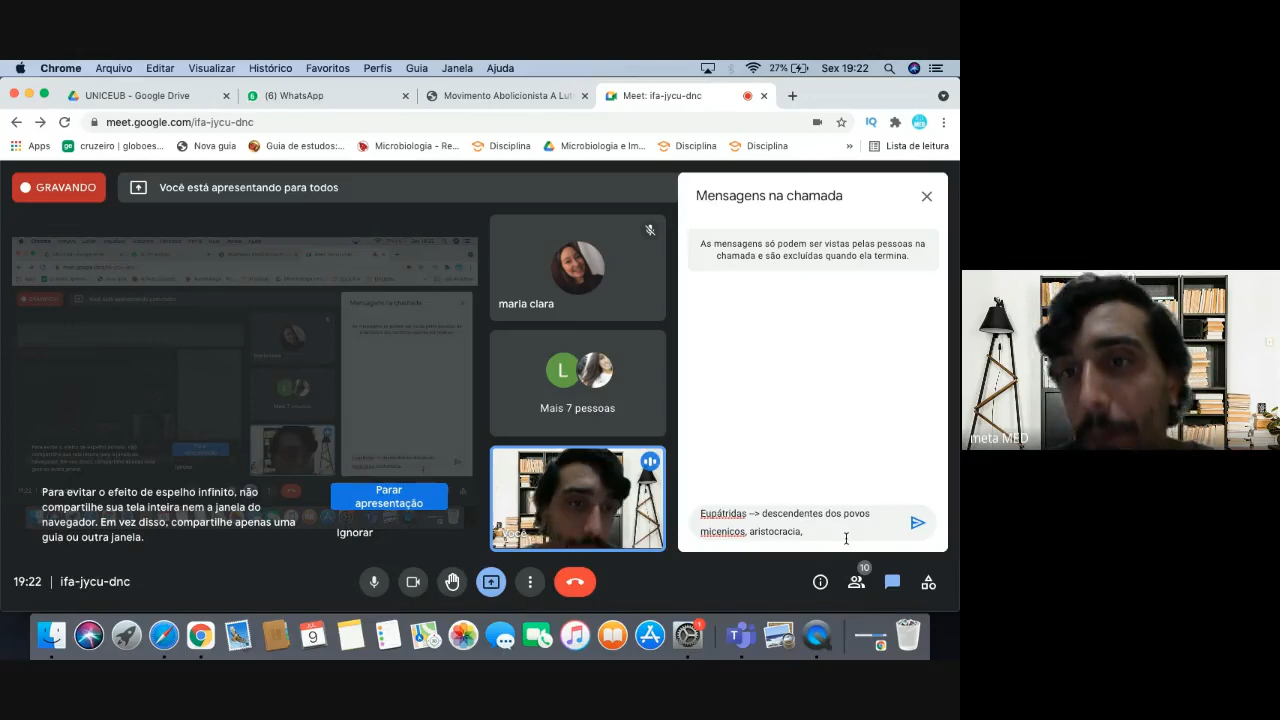 Chrome Arquivo Editar Visualizar Histórico Favoritos Perfis Guia Janela Ajuda 27% Sex 19:22
UNICEUB - Google Drive (6) WhatsApp Movimento Abolicionista A Lut Meet: ifa-jycu-dnc
meet.google.com/ifa-jycu-dnc IQ
Apps ge cruzeiro | globoes... Nova guia Guia de estudos:... Microbiologia - Re... Disciplina Microbiologia e Im... Disciplina Disciplina » Lista de leitura
GRAVANDO Você está apresentando para todos
Mensagens na chamada
As mensagens só podem ser vistas pelas pessoas na
chamada e são excluídas quando ela termina.
maria clara
L
Mais 7 pessoas
Você
Para evitar o efeito de espelho infinito, não
compartilhe sua tela inteira nem a janela do
navegador. Em vez disso, compartilhe apenas uma
guia ou outra janela.
Parar
apresentação
Ignorar
Eupátridas --> descendentes dos povos
micenicos, aristocracia,
19:22 | ifa-jycu-dnc
10
JUL
9
1
meta MED